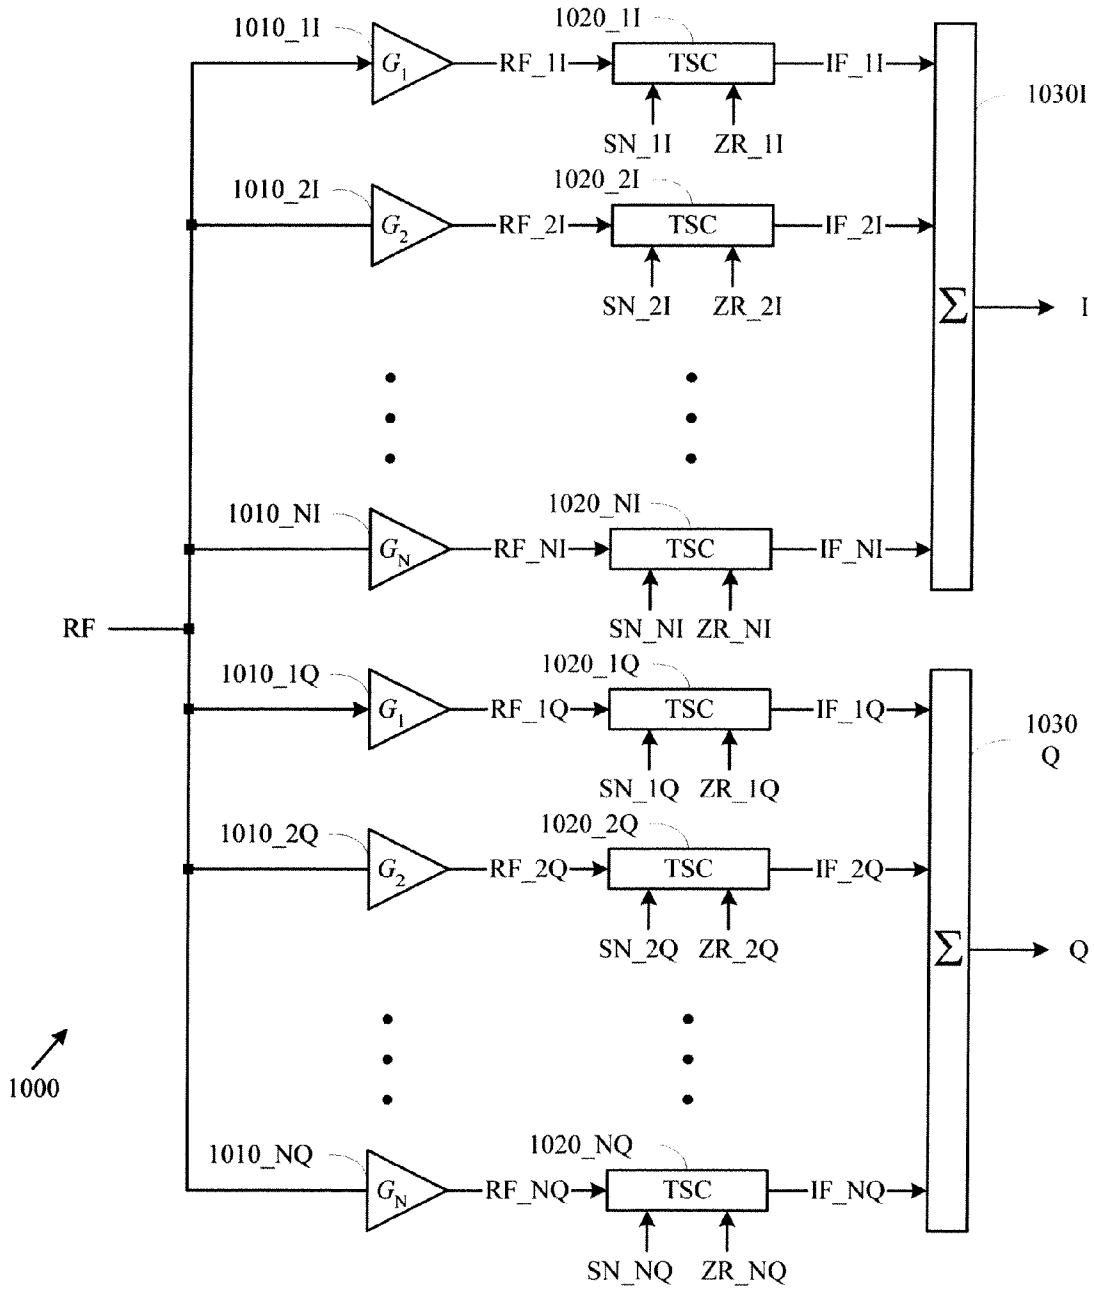 1010_1I
1020_1I
G1 RF_1I TSC IF_1I
1030I
SN_1I ZR_1I
1010_2I
1020_2I
G2 RF_2I TSC IF_2I
SN_2I ZR_2I
Σ I
1010_NI
1020_NI
GN RF_NI TSC IF_NI
SN_NI ZR_NI
RF
1010_1Q
1020_1Q
G1 RF_1Q TSC IF_1Q
1030
Q
SN_1Q ZR_1Q
1010_2Q
1020_2Q
G2 RF_2Q TSC IF_2Q
SN_2Q ZR_2Q
Σ Q
1000
1010_NQ
1020_NQ
GN RF_NQ TSC IF_NQ
SN_NQ ZR_NQ